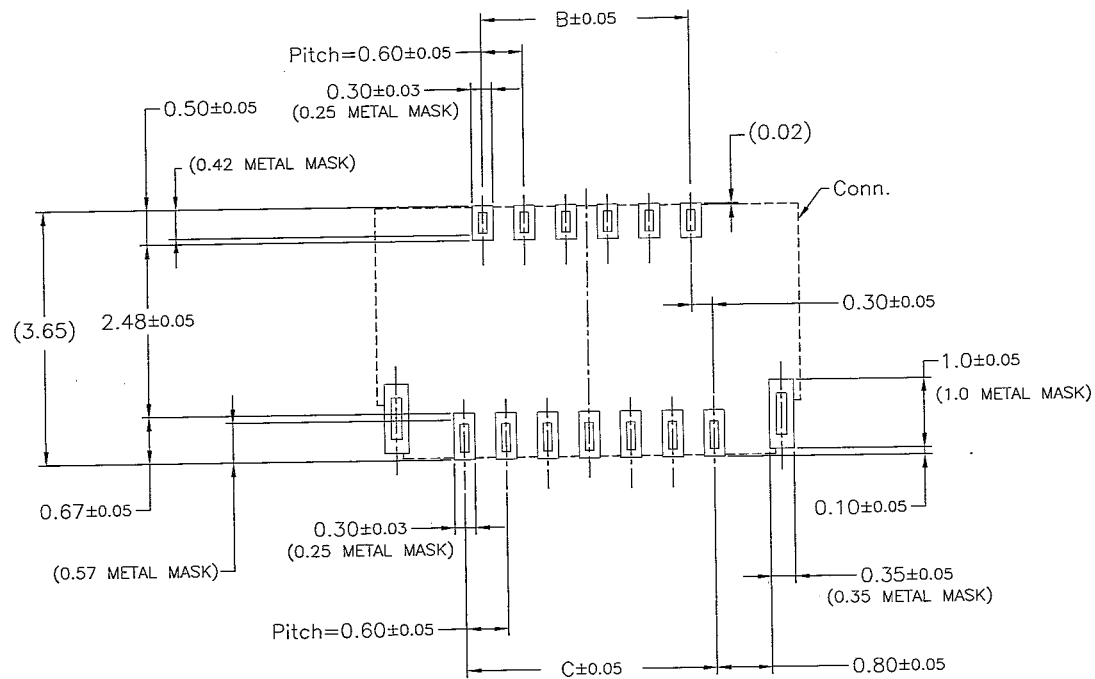 B±0.05
Pitch=0.60±0.05
0.30±0.03
(0.25 METAL MASK)
0.50±0.05
(0.42 METAL MASK)
(0.02)
Conn.
(3.65)
2.48±0.05
0.30±0.05
1.0±0.05
(1.0 METAL MASK)
0.67±0.05
0.10±0.05
0.30±0.03
(0.25 METAL MASK)
(0.57 METAL MASK)
0.35±0.05
(0.35 METAL MASK)
Pitch=0.60±0.05
C±0.05
0.80±0.05